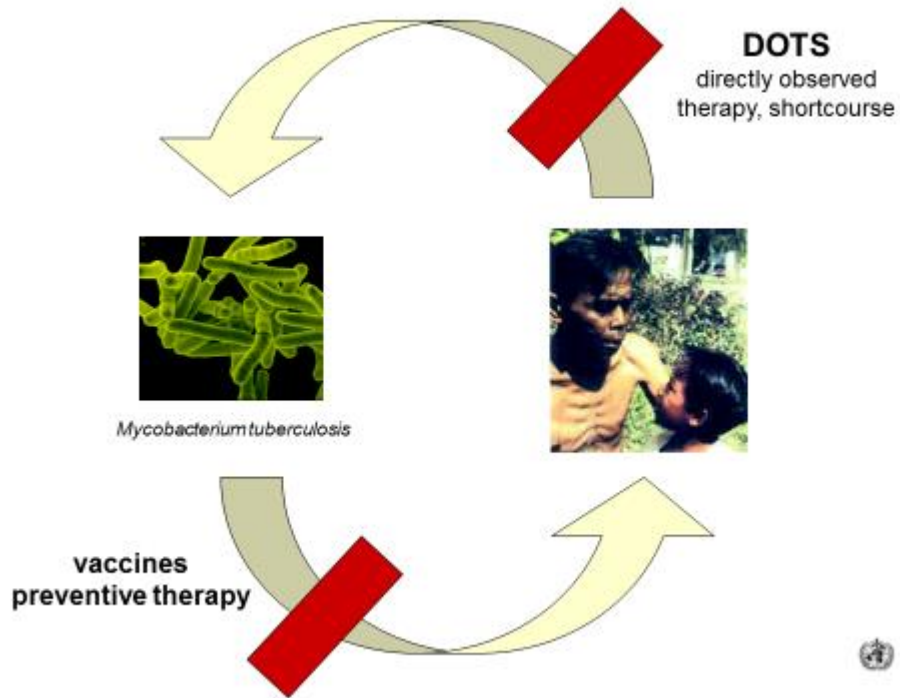 DOTS
directly observed
therapy, shortcourse
Mycobacterium tuberculosis
vaccines
preventive therapy